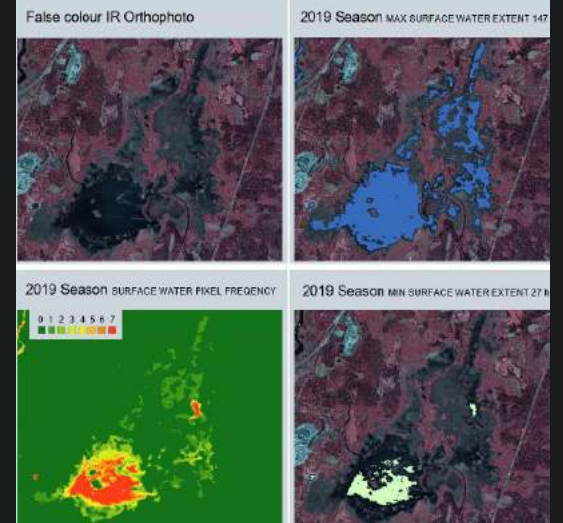 False colour IR Orthophoto
2019 Season MAX SURFACE WATER EXTENT 147
2019 Season SURFACE WATER PIXEL FREQENCY
0 1 2 3 4 5 6 7
2019 Season MIN SURFACE WATER EXTENT 27